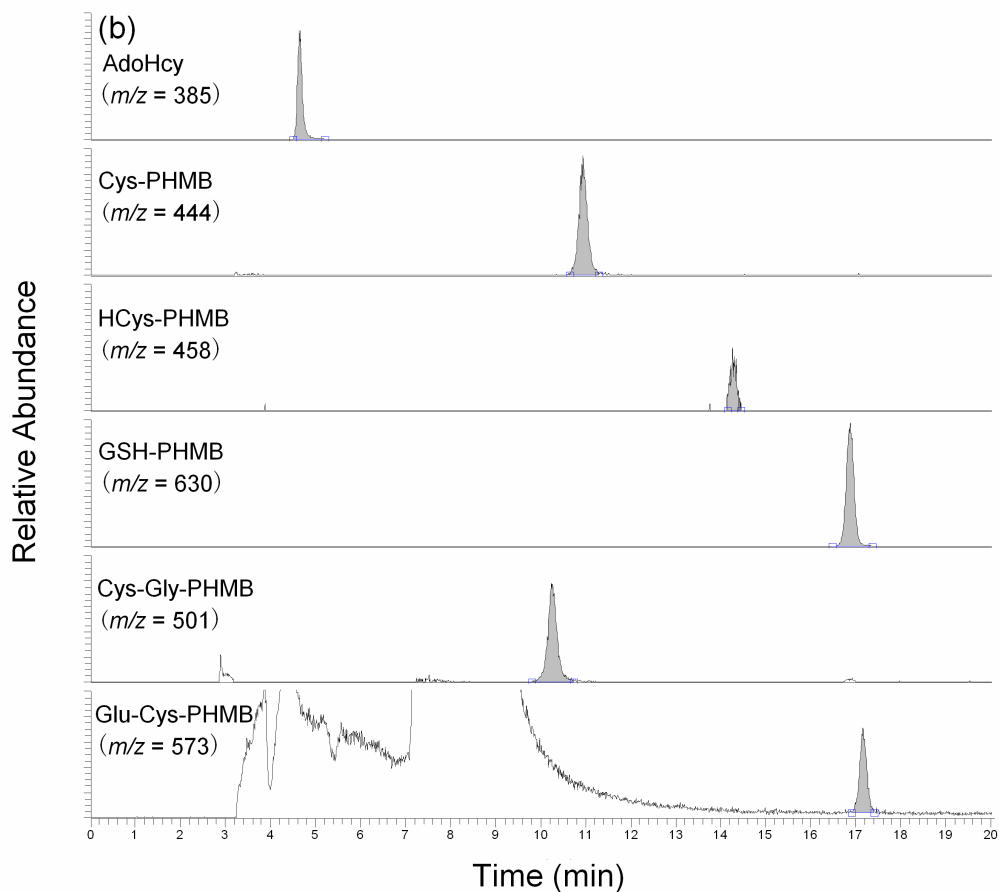 (b)
AdoHcy
（m/z = 385）
Cys-PHMB
（m/z = 444）
HCys-PHMB
（m/z = 458）
GSH-PHMB
（m/z = 630）
Cys-Gly-PHMB
（m/z = 501）
Glu-Cys-PHMB
（m/z = 573）
Relative Abundance
0 1 2 3 4 5 6 7 8 9 10 11 12 13 14 15 16 17 18 19 20
Time (min)